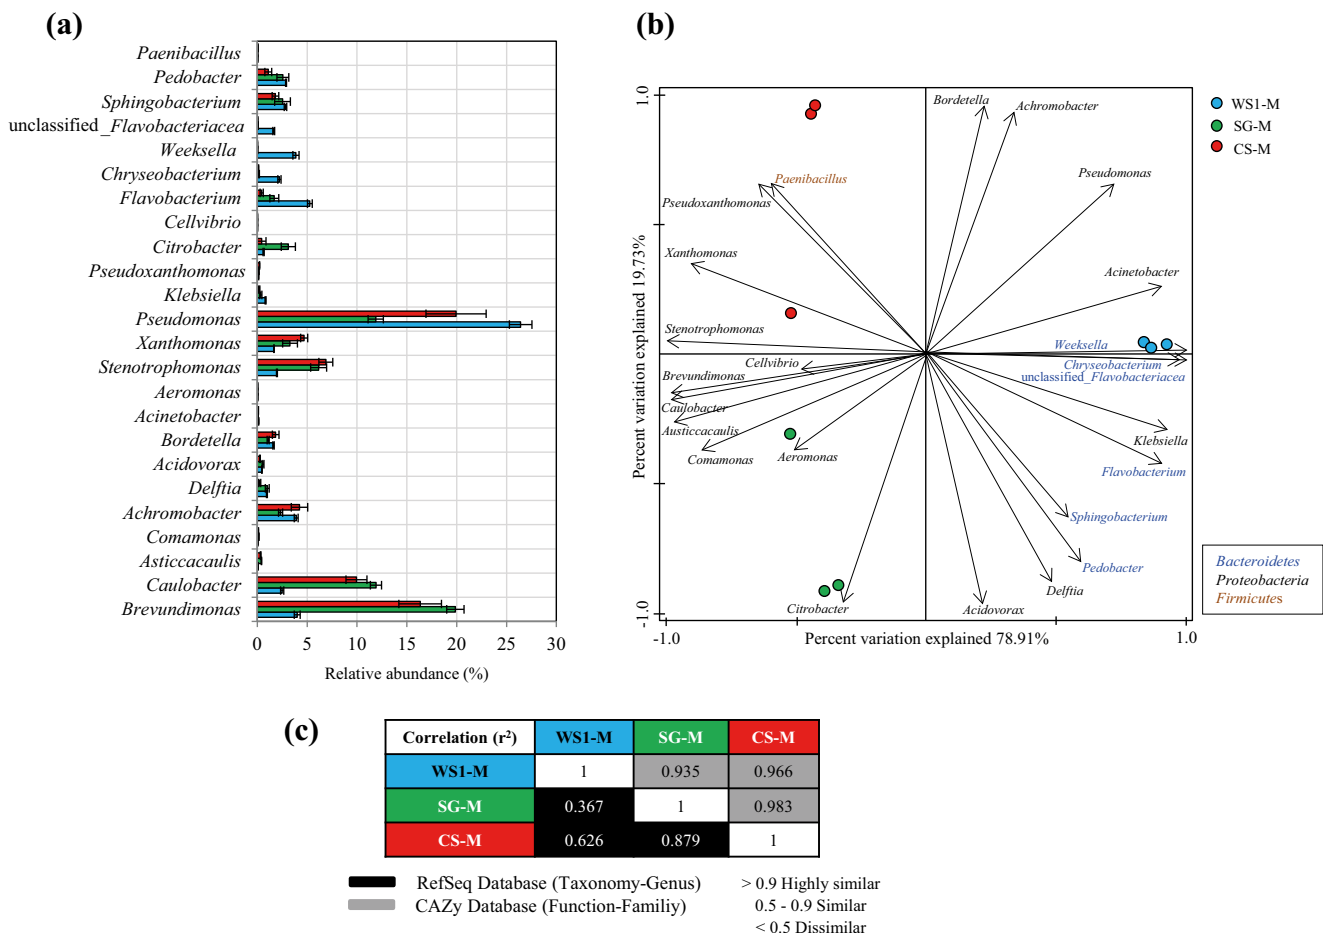 (a)
Paenibacillus
Pedobacter
Sphingobacterium
unclassified_Flavobacteriacea
Weeksella
Chryseobacterium
Flavobacterium
Cellvibrio
Citrobacter
Pseudoxanthomonas
Klebsiella
Pseudomonas
Xanthomonas
Stenotrophomonas
Aeromonas
Acinetobacter
Bordetella
Acidovorax
Delftia
Achromobacter
Comamonas
Asticcacaulis
Caulobacter
Brevundimonas
0 5 10 15 20 25 30
Relative abundance (%)
(b)
1.0
Percent variation explained 19.73%
-1.0
-1.0
Percent variation explained 78.91%
1.0
Bordetella
Achromobacter
Paenibacillus
Pseudomonas
Pseudoxanthomonas
Xanthomonas
Acinetobacter
Stenotrophomonas
Weeksella
Cellvibrio
Chryseobacterium
Brevundimonas
unclassified_Flavobacteriacea
Caulobacter
Austiccacaulis
Klebsiella
Comamonas
Aeromonas
Flavobacterium
Sphingobacterium
Pedobacter
Delftia
Citrobacter
Acidovorax
WS1-M
SG-M
CS-M
Bacteroidetes
Proteobacteria
Firmicutes
(c)
Correlation (r²) WS1-M SG-M CS-M
WS1-M 1 0.935 0.966
SG-M 0.367 1 0.983
CS-M 0.626 0.879 1
RefSeq Database (Taxonomy-Genus)
CAZy Database (Function-Familiy)
> 0.9 Highly similar
0.5 - 0.9 Similar
< 0.5 Dissimilar